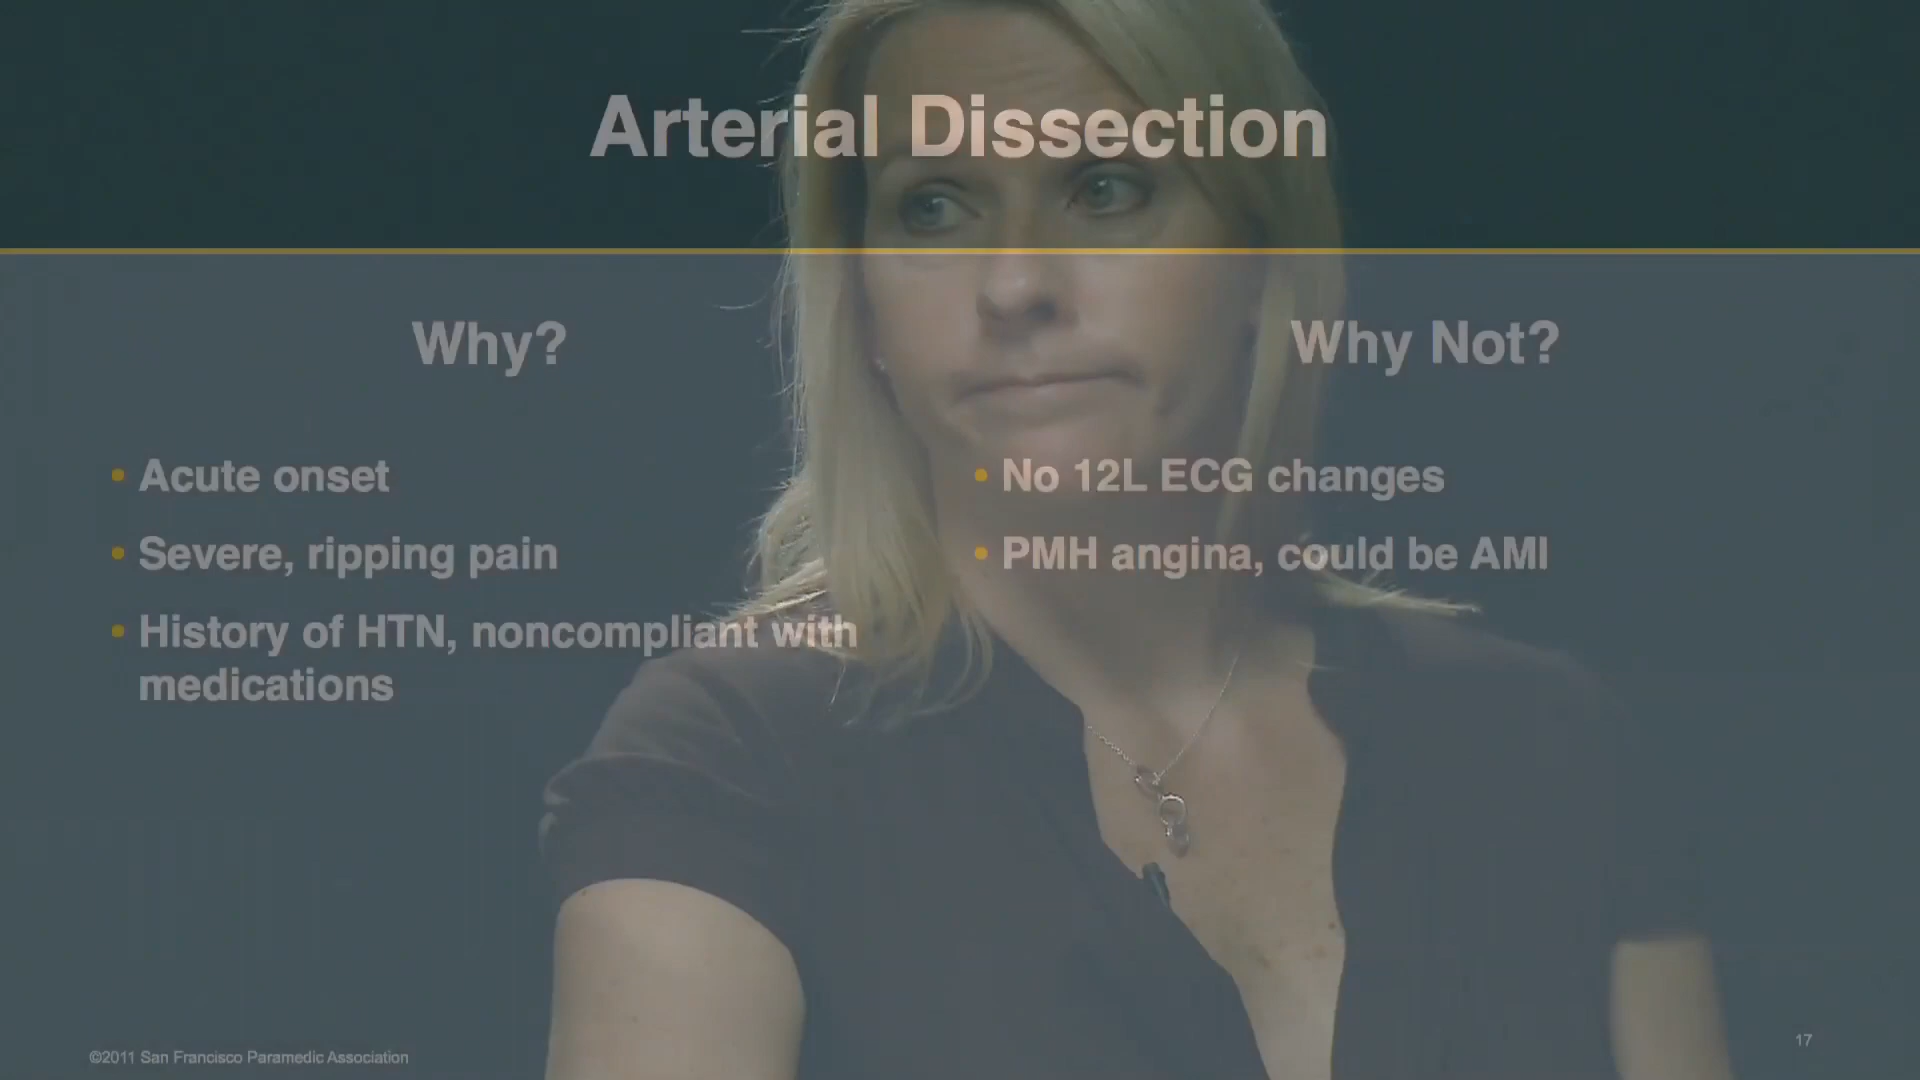 Arterial Dissection
Why?
Why Not?
• Acute onset
• Severe, ripping pain
• History of HTN, noncompliant with
medications
• No 12L ECG changes
• PMH angina, could be AMI
©2011 San Francisco Paramedic Association
17